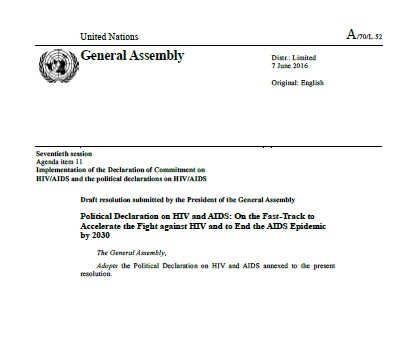 United Nations
A/70/L.52
General Assembly
Distr.: Limited
7 June 2016
Original: English
Seventieth session
Agenda item 11
Implementation of the Declaration of Commitment on
HIV/AIDS and the political declarations on HIV/AIDS
Draft resolution submitted by the President of the General Assembly
Political Declaration on HIV and AIDS: On the Fast-Track to
Accelerate the Fight against HIV and to End the AIDS Epidemic
by 2030
The General Assembly,
Adopts the Political Declaration on HIV and AIDS annexed to the present
resolution.